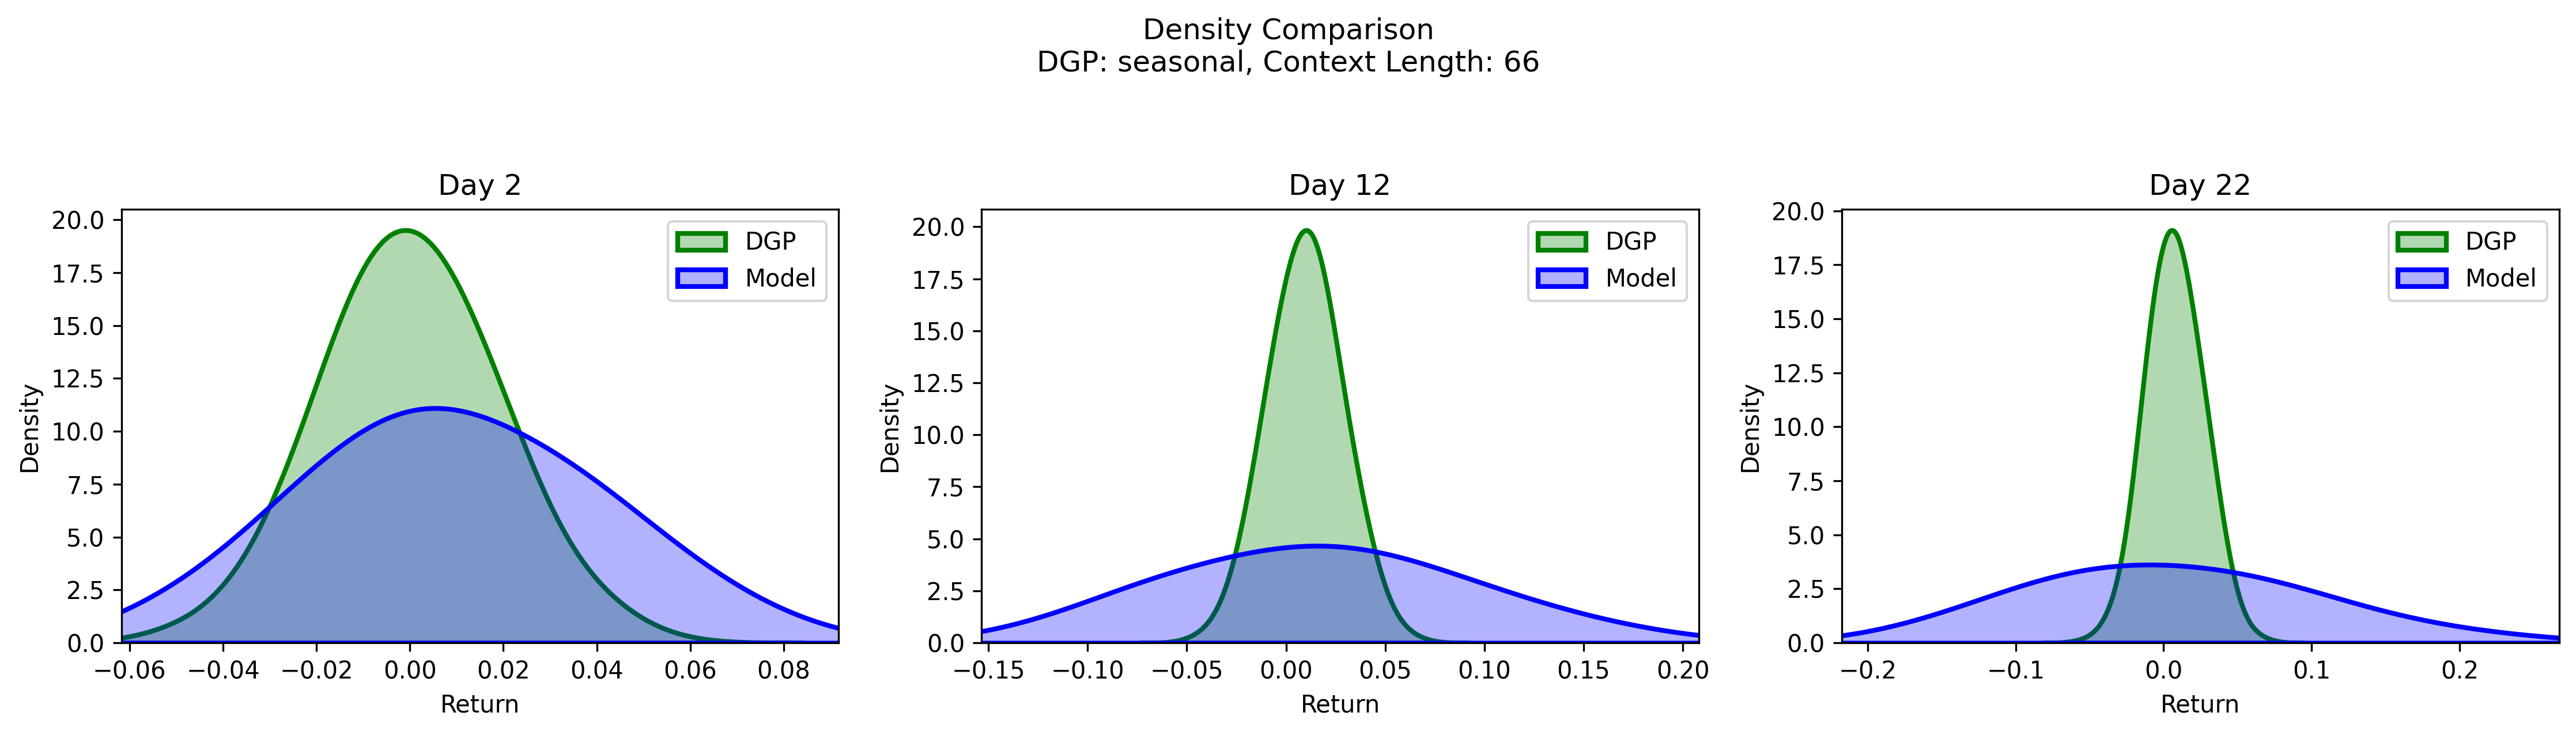 Density Comparison
DGP: seasonal, Context Length: 66
Day 2
20.0
17.5
15.0
12.5
10.0
7.5
5.0
2.5
0.0
Density
−0.06 −0.04 −0.02 0.00 0.02 0.04 0.06 0.08
Return
DGP
Model
Day 12
20.0
17.5
15.0
12.5
10.0
7.5
5.0
2.5
0.0
Density
−0.15 −0.10 −0.05 0.00 0.05 0.10 0.15 0.20
Return
DGP
Model
Day 22
20.0
17.5
15.0
12.5
10.0
7.5
5.0
2.5
0.0
Density
−0.2 −0.1 0.0 0.1 0.2
Return
DGP
Model